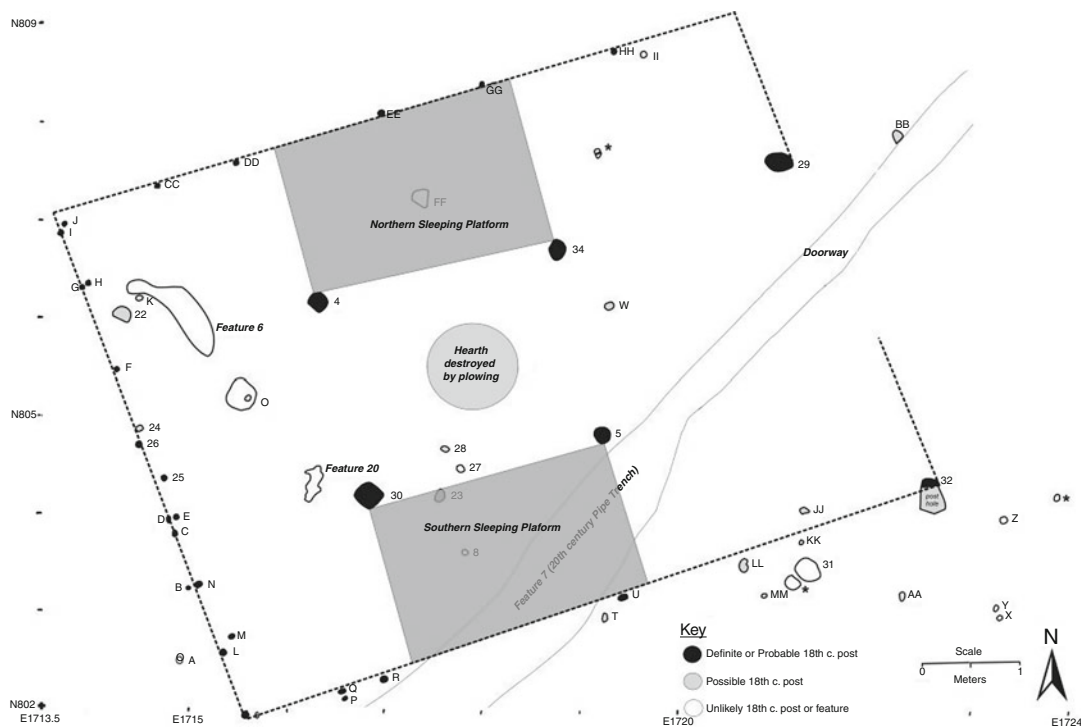 N809
HH
II
GG
EE
BB
*
DD
29
CC
FF
J
I
Northern Sleeping Platform
34
Doorway
H
G
K
4
W
22
Feature 6
Hearth
destroyed
by plowing
F
O
N805
24
5
26
28
27
Feature 20
25
30
23
32
post
hole
*
E
D
JJ
Z
C
Southern Sleeping Plaform
KK
8
Feature 7 (20th century Pipe Trench)
LL
31
B
N
*
U
MM
AA
Y
X
T
M
Key
N
L
Definite or Probable 18th c. post
A
Scale
R
0
1
Possible 18th c. post
Meters
Q
P
N802
Unlikely 18th c. post or feature
E1713.5
E1715
E1720
E1724